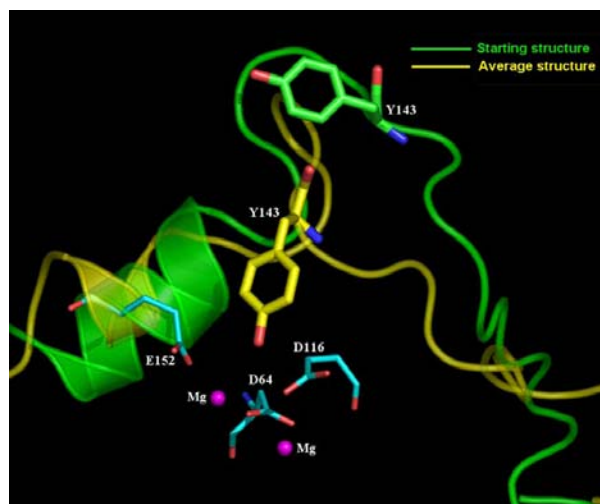 Starting structure
Average structure
Y143
Y143
D116
E152
D64
Mg
Mg